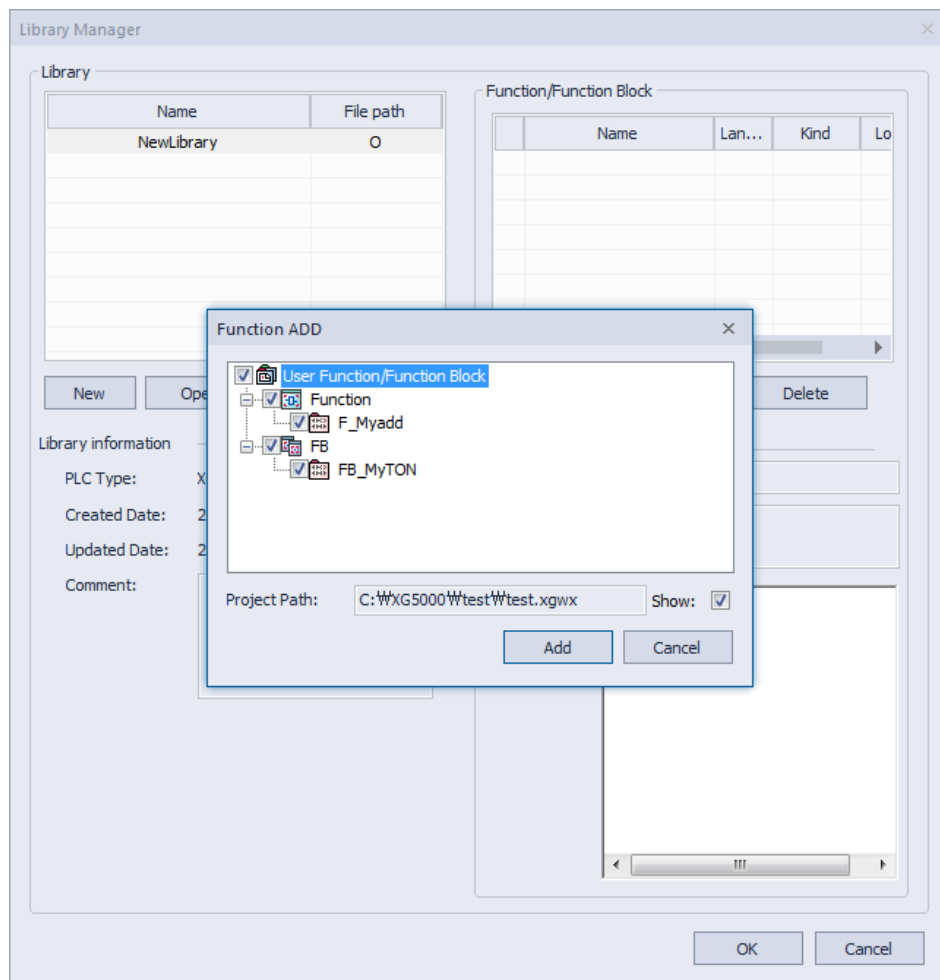 Library Manager
Library
Name File path
NewLibrary O
Function/Function Block
Name Lan... Kind Lo
Function ADD
User Function/Function Block
Function
F_Myadd
FB
FB_MyTON
Project Path: C:₩XG5000₩test₩test.xgwx Show:
Add Cancel
New Ope Delete
Library information
PLC Type: X
Created Date: 2
Updated Date: 2
Comment:
OK Cancel